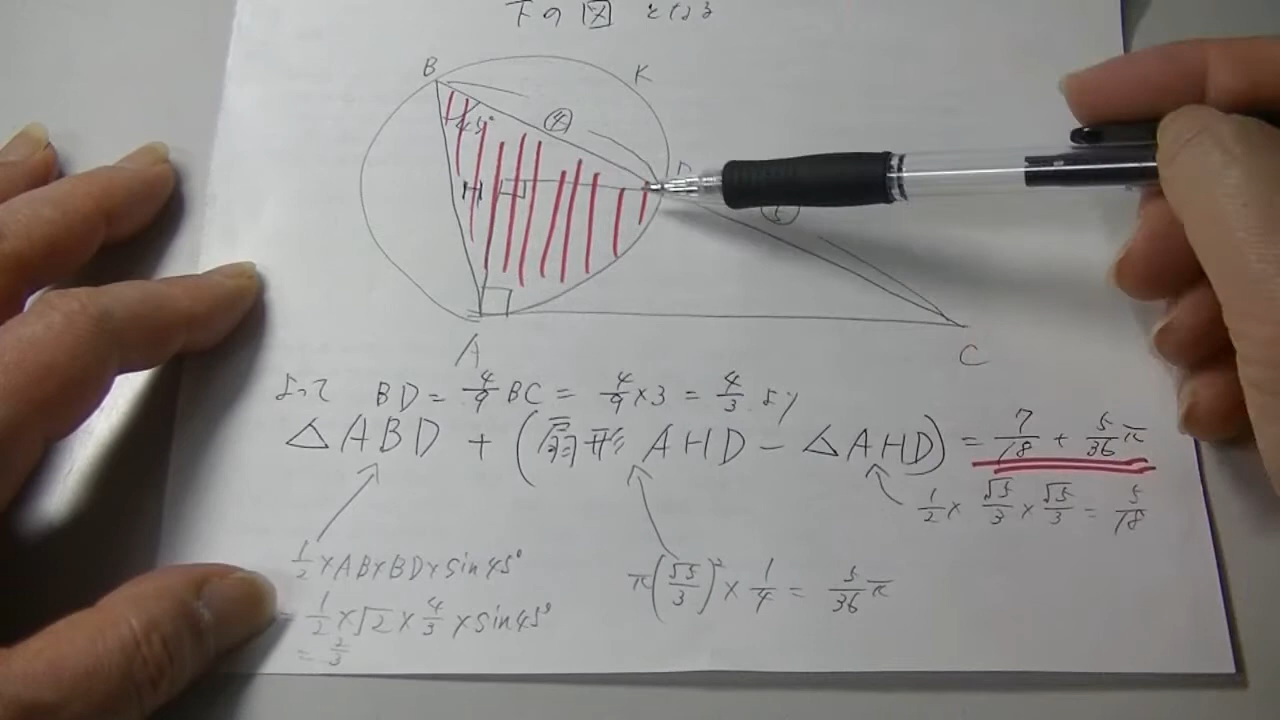 下の図となる
B
K
45°
④
D
H
⑤
A
C
よって BD = 4/9 BC = 4/9 × 3 = 4/3 より
△ABD + (扇形 AHD − △AHD) = 7/18 + 5/36 π
1/2 × √5/3 × √5/3 = 5/18
1/2 × AB × BD × sin45°
π(√5/3)² × 1/4 = 5/36 π
= 1/2 × √2 × 4/3 × sin45°
= 2/3